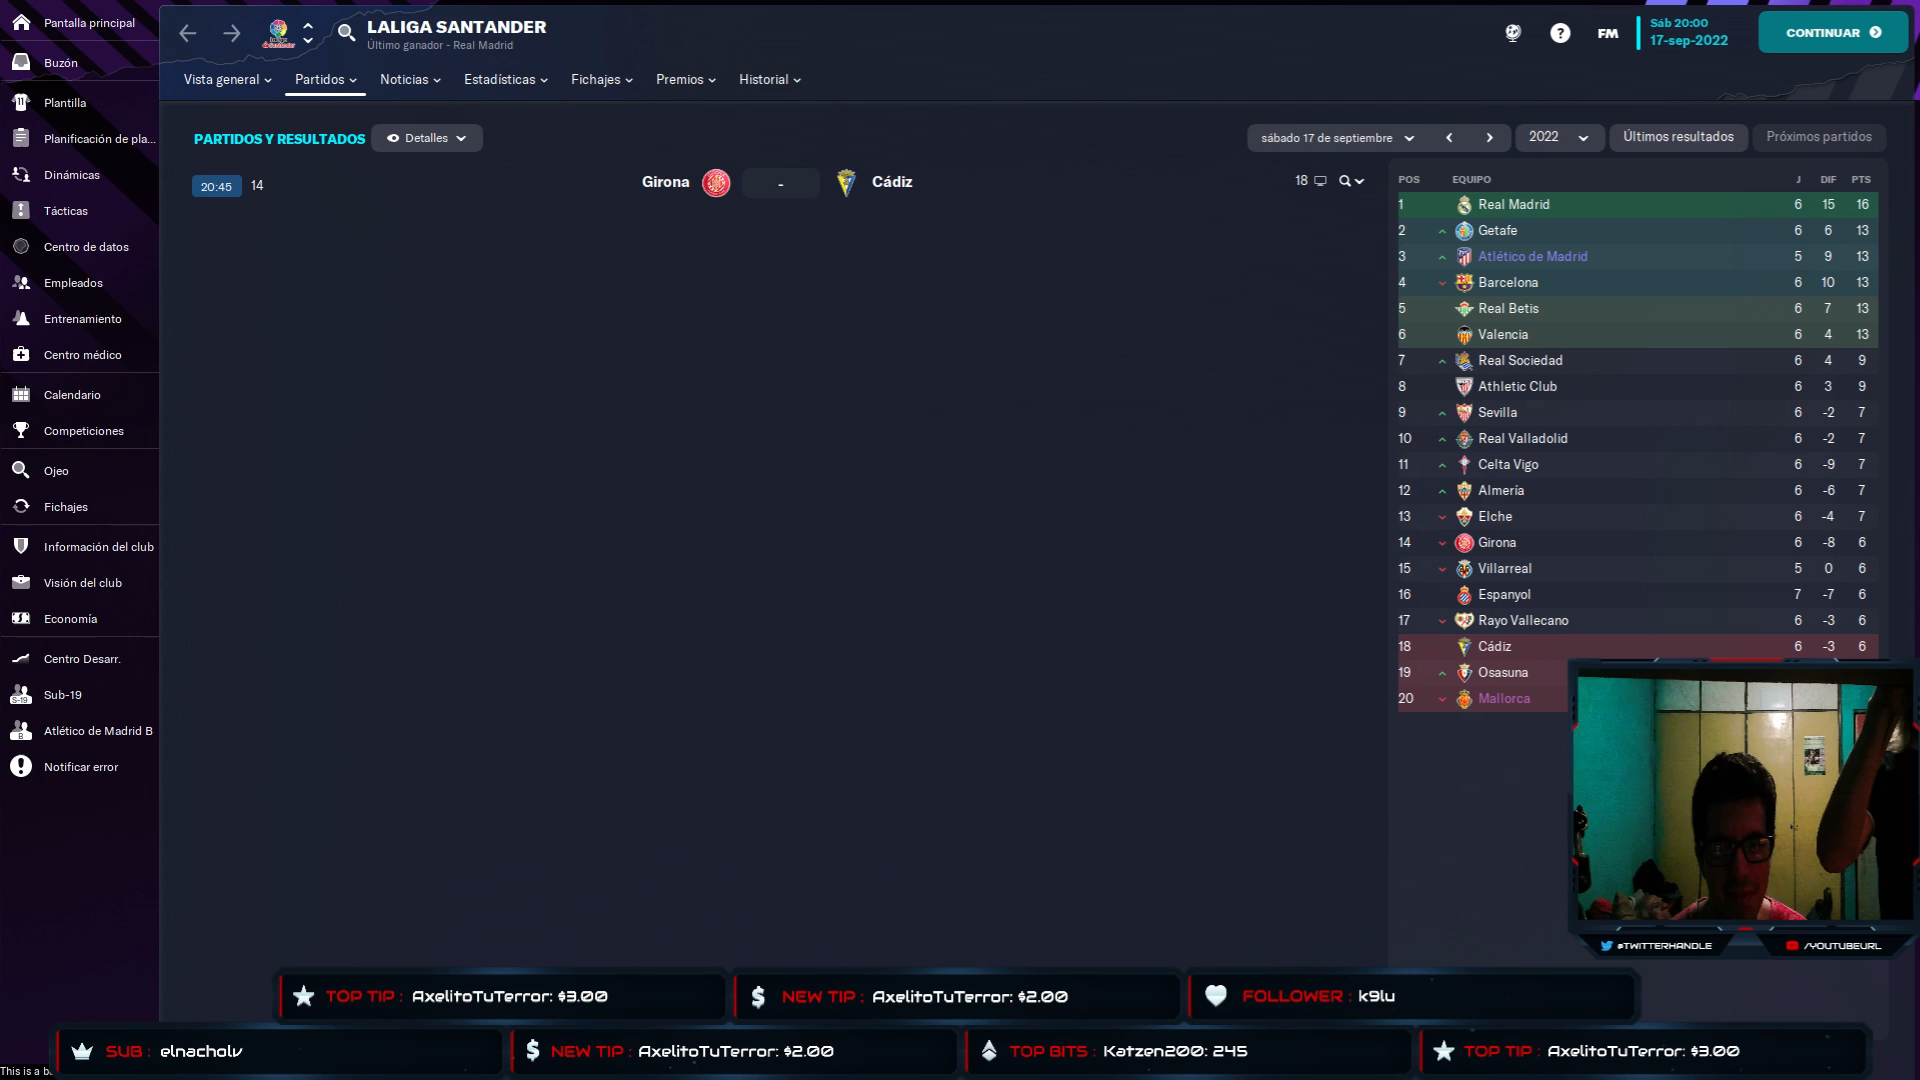 Pantalla principal
Buzón
Plantilla
Planificación de pla...
Dinámicas
Tácticas
Centro de datos
Empleados
Entrenamiento
Centro médico
Calendario
Competiciones
Ojeo
Fichajes
Información del club
Visión del club
Economía
Centro Desarr.
Sub-19
Atlético de Madrid B
Notificar error
LALIGA SANTANDER
Último ganador - Real Madrid
FM
Sáb 20:00
17-sep-2022
CONTINUAR
Vista general Partidos Noticias Estadísticas Fichajes Premios Historial
PARTIDOS Y RESULTADOS Detalles
sábado 17 de septiembre 2022 Últimos resultados Próximos partidos
20:45 14 Girona - Cádiz 18
POS EQUIPO J DIF PTS
1 Real Madrid 6 15 16
2 Getafe 6 6 13
3 Atlético de Madrid 5 9 13
4 Barcelona 6 10 13
5 Real Betis 6 7 13
6 Valencia 6 4 13
7 Real Sociedad 6 4 9
8 Athletic Club 6 3 9
9 Sevilla 6 -2 7
10 Real Valladolid 6 -2 7
11 Celta Vigo 6 -9 7
12 Almería 6 -6 7
13 Elche 6 -4 7
14 Girona 6 -8 6
15 Villarreal 5 0 6
16 Espanyol 7 -7 6
17 Rayo Vallecano 6 -3 6
18 Cádiz 6 -3 6
19 Osasuna
20 Mallorca
@TWITTERHANDLE /YOUTUBEURL
TOP TIP : AxelitoTuTerror: $3.00
NEW TIP : AxelitoTuTerror: $2.00
FOLLOWER : k9lu
SUB : elnacholv
NEW TIP : AxelitoTuTerror: $2.00
TOP BITS : Katzen200: 245
TOP TIP : AxelitoTuTerror: $3.00
This is a b